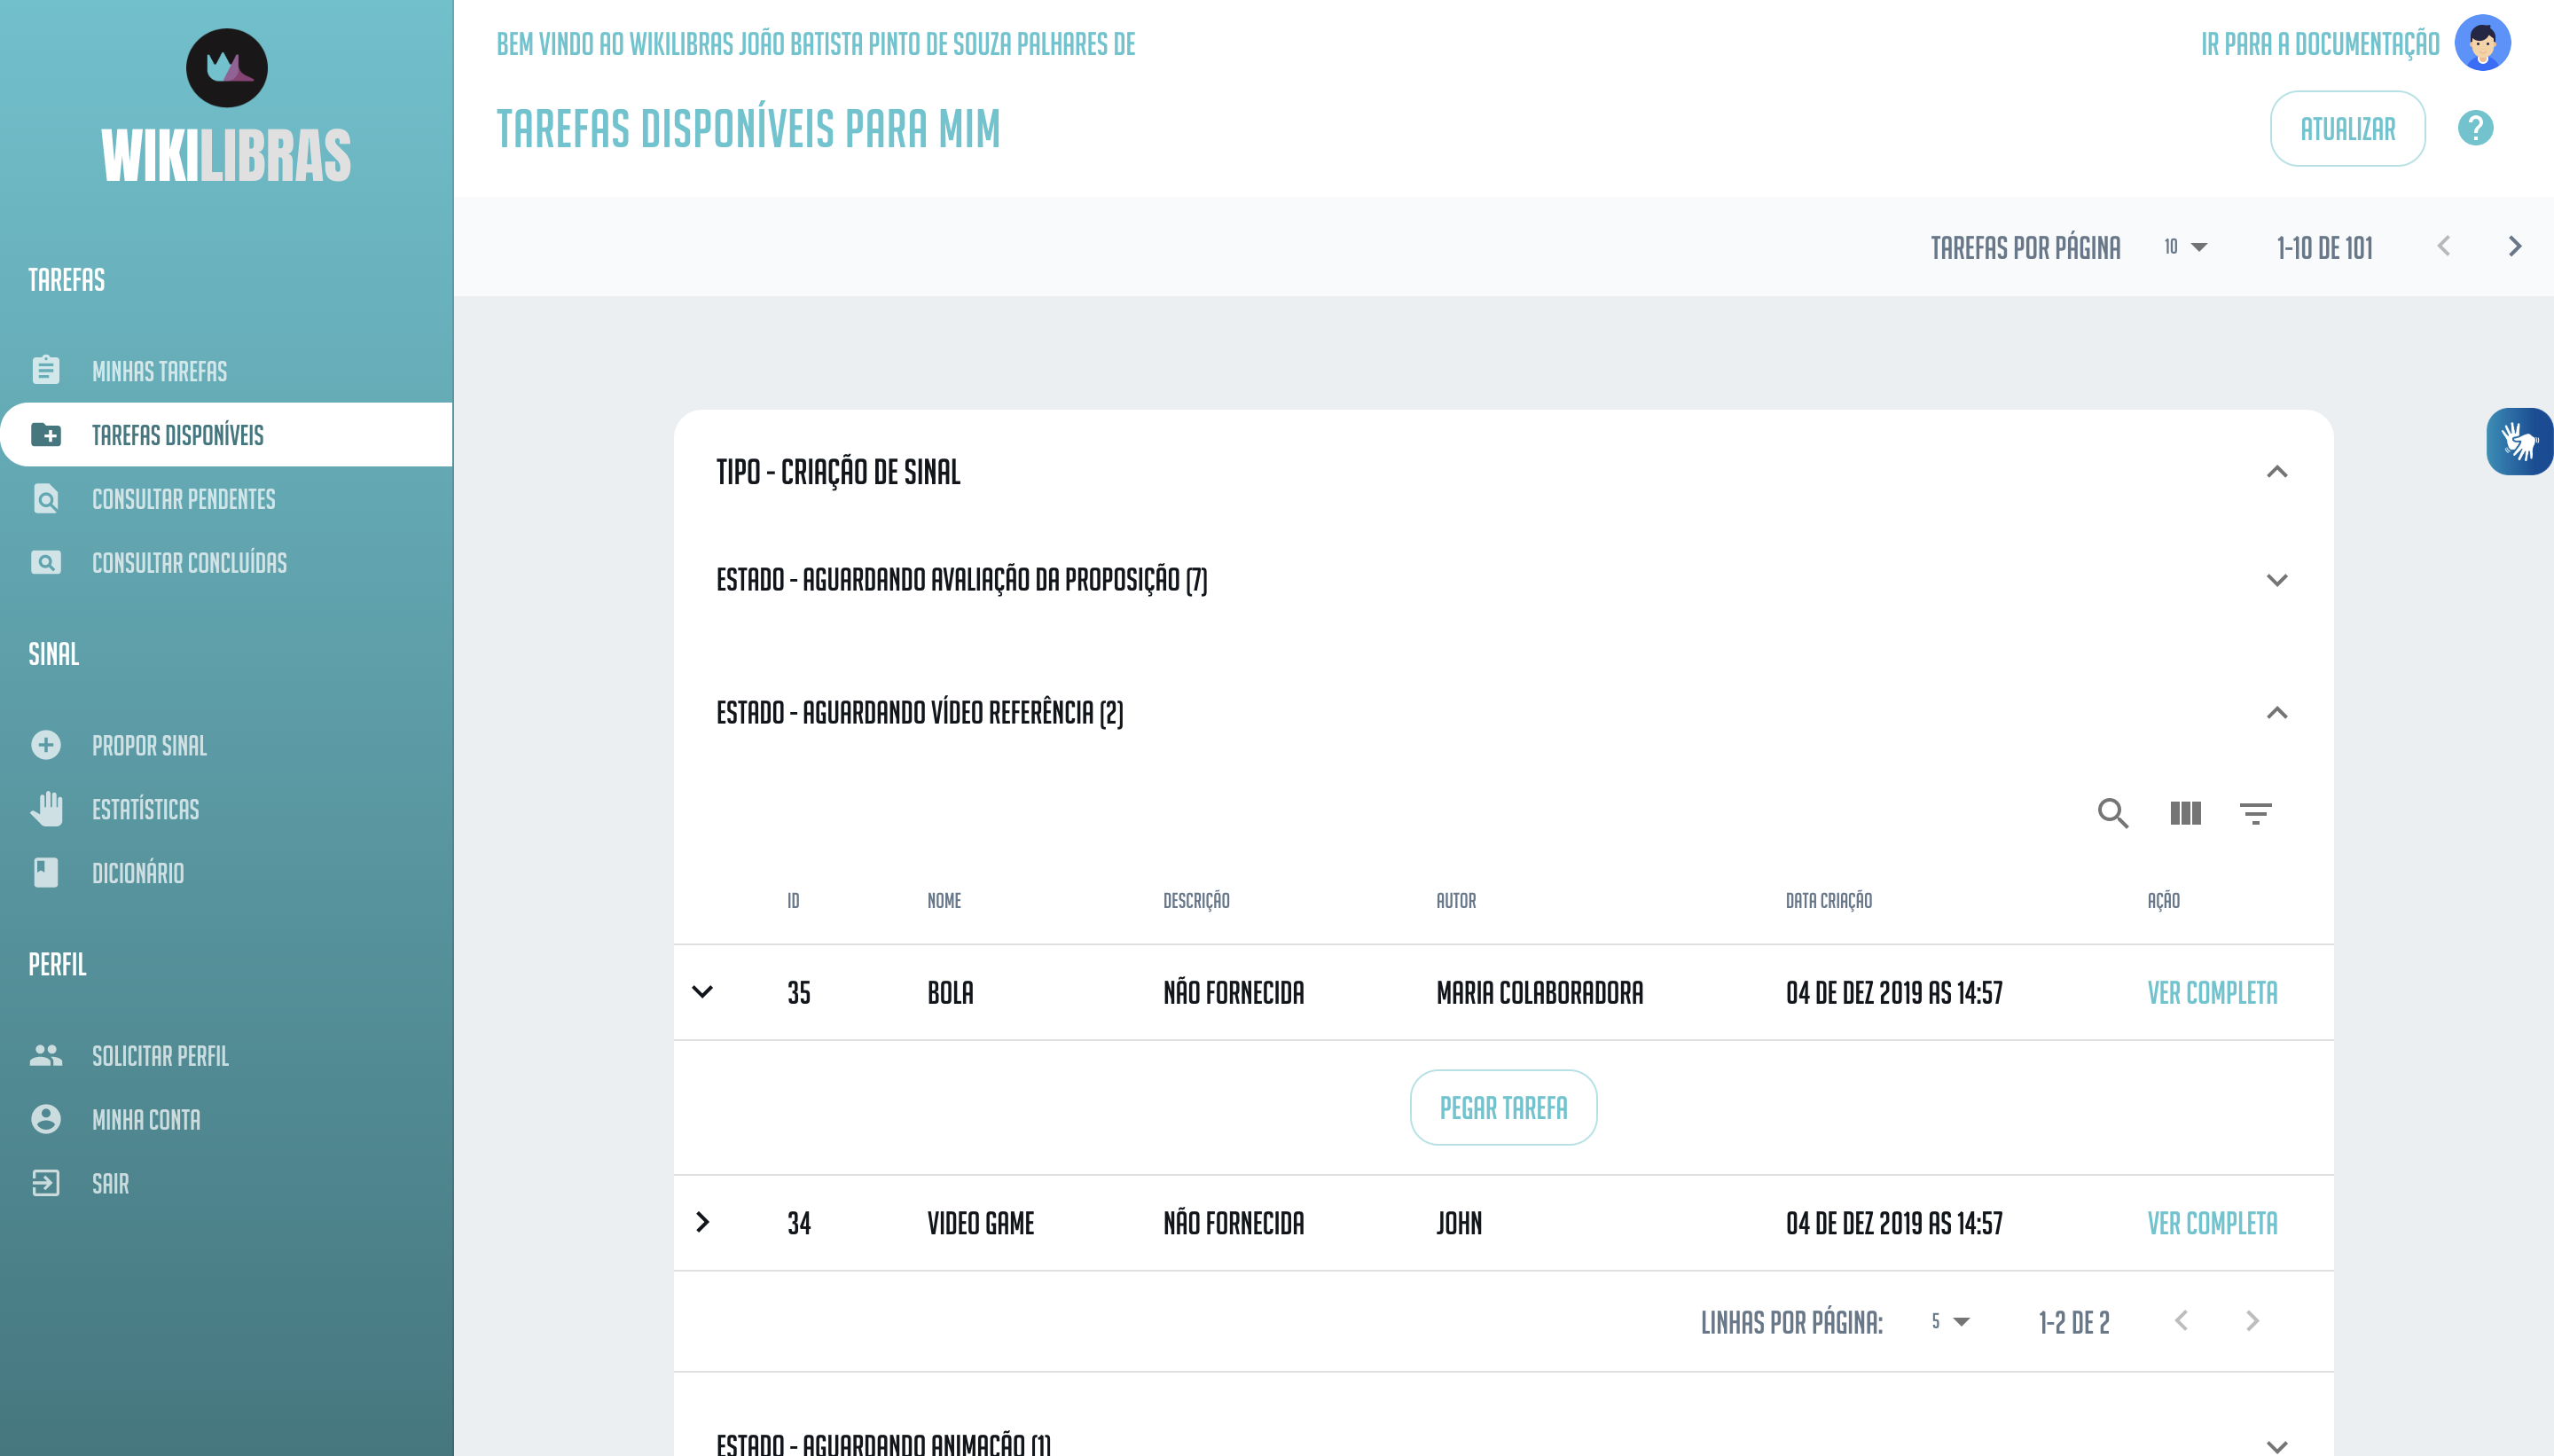 WIKILIBRAS
TAREFAS
MINHAS TAREFAS
TAREFAS DISPONÍVEIS
CONSULTAR PENDENTES
CONSULTAR CONCLUÍDAS
SINAL
PROPOR SINAL
ESTATÍSTICAS
DICIONÁRIO
PERFIL
SOLICITAR PERFIL
MINHA CONTA
SAIR
BEM VINDO AO WIKILIBRAS JOÃO BATISTA PINTO DE SOUZA PALHARES DE
IR PARA A DOCUMENTAÇÃO
TAREFAS DISPONÍVEIS PARA MIM
ATUALIZAR
?
TAREFAS POR PÁGINA 10 1-10 DE 101
TIPO - CRIAÇÃO DE SINAL
ESTADO - AGUARDANDO AVALIAÇÃO DA PROPOSIÇÃO (7)
ESTADO - AGUARDANDO VÍDEO REFERÊNCIA (2)
ID NOME DESCRIÇÃO AUTOR DATA CRIAÇÃO AÇÃO
35 BOLA NÃO FORNECIDA MARIA COLABORADORA 04 DE DEZ 2019 AS 14:57 VER COMPLETA
PEGAR TAREFA
34 VIDEO GAME NÃO FORNECIDA JOHN 04 DE DEZ 2019 AS 14:57 VER COMPLETA
LINHAS POR PÁGINA: 5 1-2 DE 2
ESTADO - AGUARDANDO ANIMAÇÃO (1)